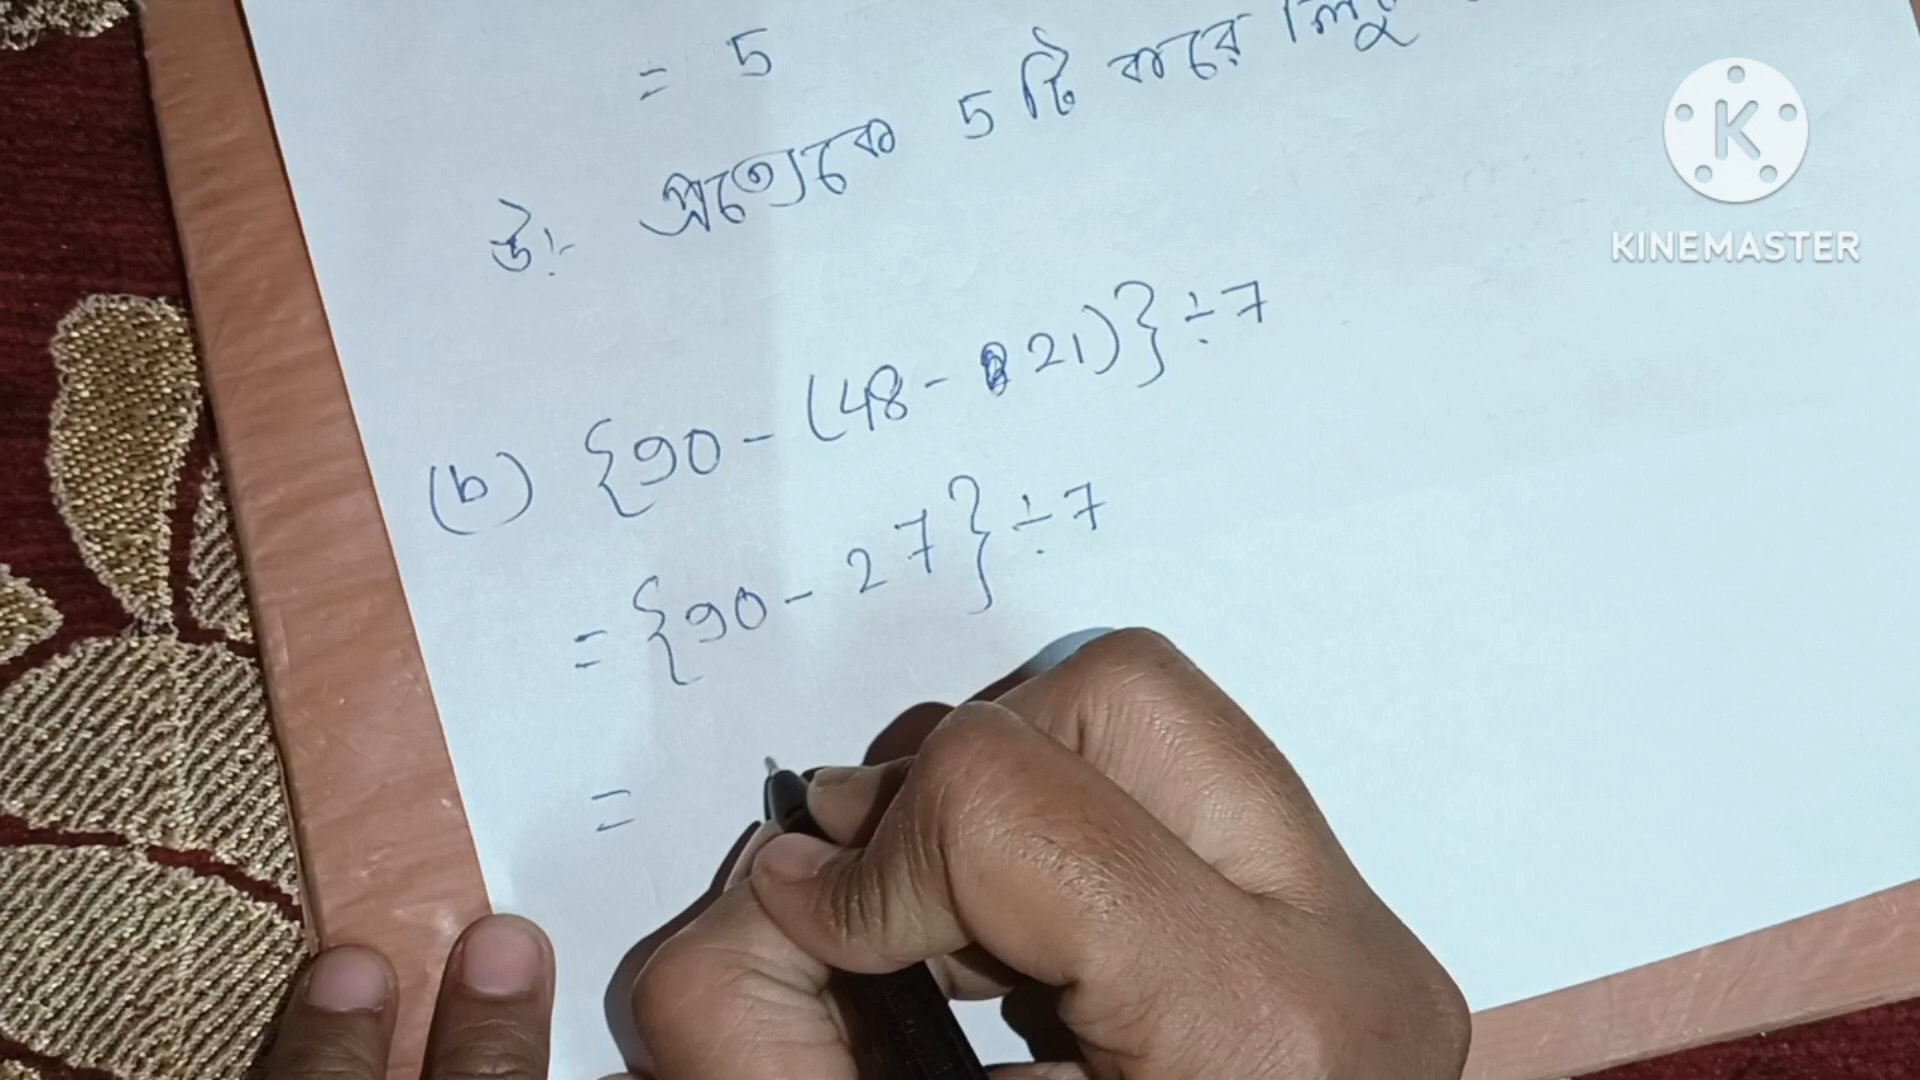 = 5
উঃ- প্রত্যেকে 5 টি করে
(b) {90 - (48 - 21)} ÷ 7
= {90 - 27} ÷ 7
=
K
KINEMASTER